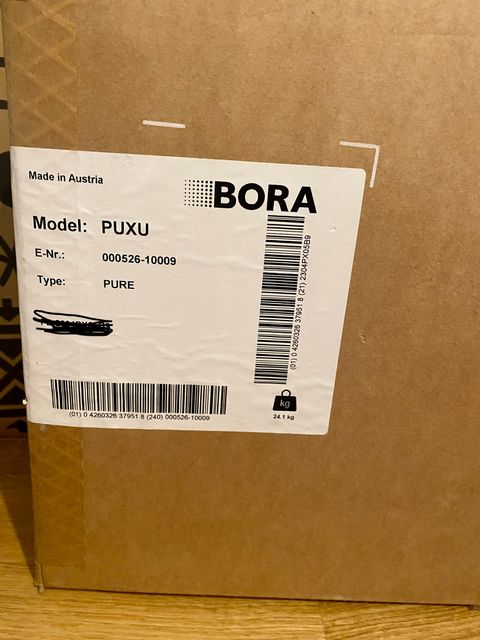 Made in Austria
BORA
Model: PUXU
E-Nr.: 000526-10009
Type: PURE
(01) 0 4260326 37951 8 (21) 2304PX05B9
(01) 0 4260326 37951 8 (240) 000526-10009
kg
24.1 kg